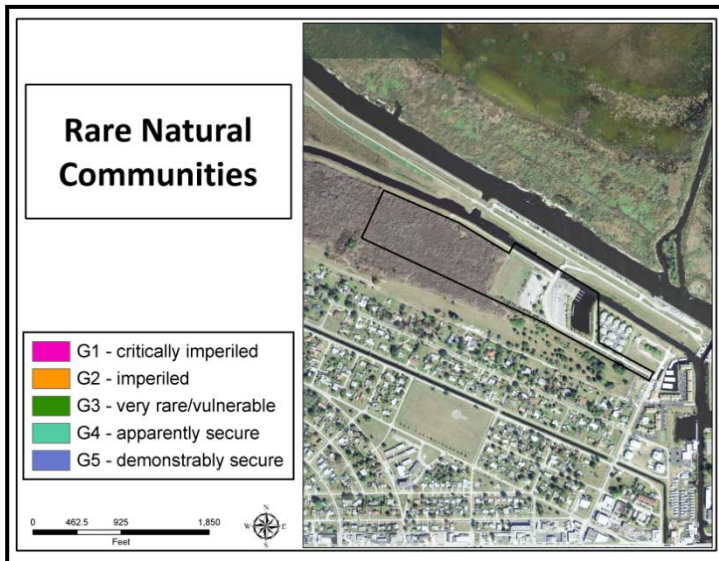 Rare Natural
Communities
G1 - critically imperiled
G2 - imperiled
G3 - very rare/vulnerable
G4 - apparently secure
G5 - demonstrably secure
0 462.5 925 1,850
Feet
N
W E
S